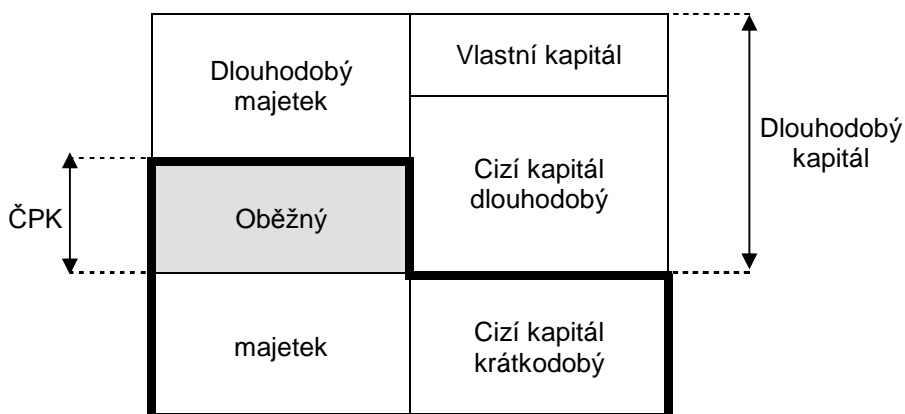 Dlouhodobý
majetek
Vlastní kapitál
Dlouhodobý
kapitál
Cizí kapitál
dlouhodobý
ČPK
Oběžný
majetek
Cizí kapitál
krátkodobý